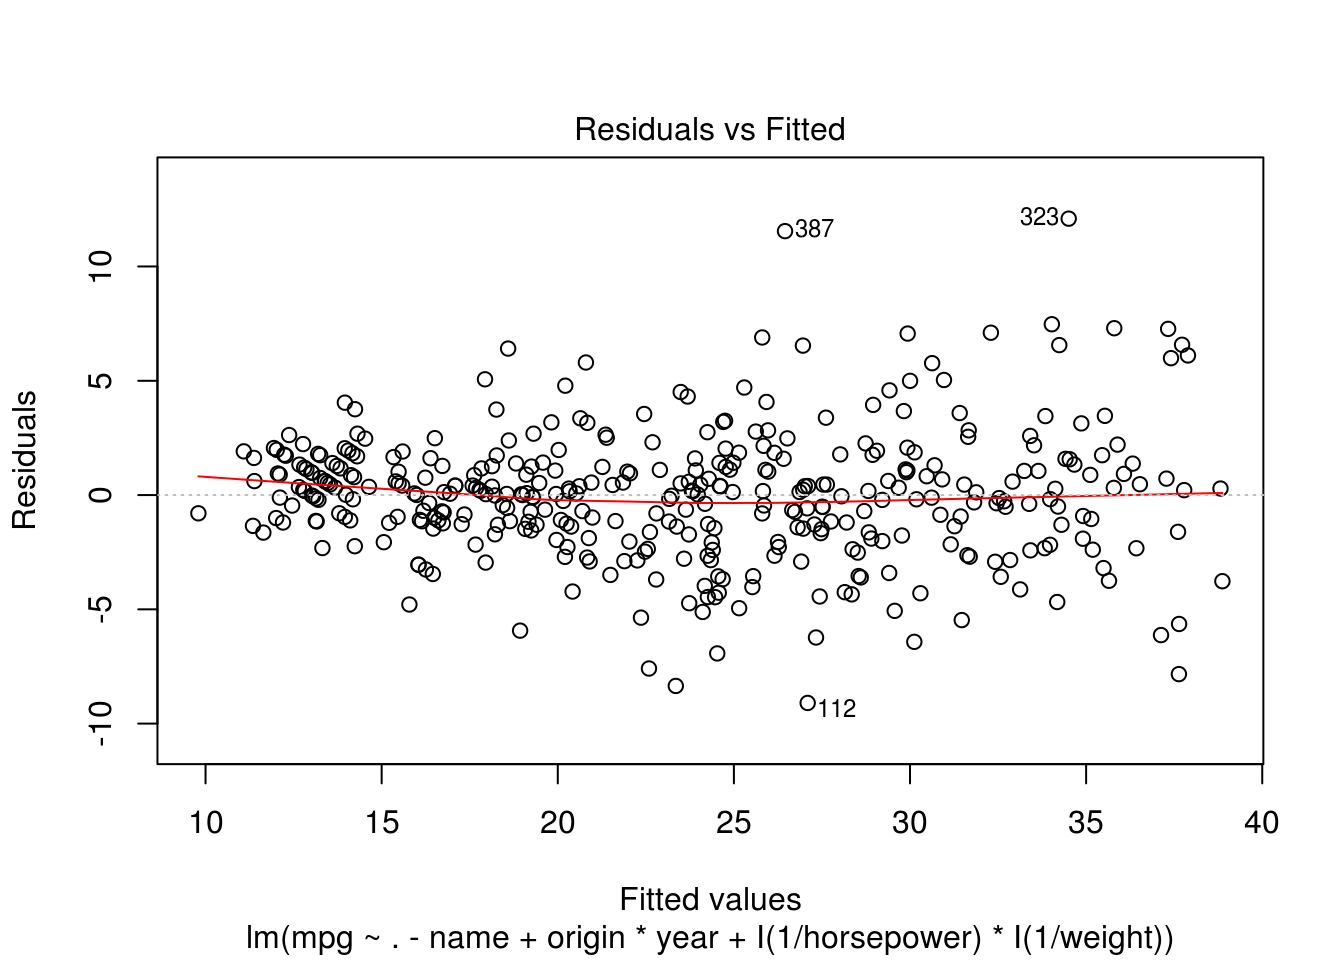 Residuals vs Fitted
387
323
112
Residuals
10
5
0
-5
-10
10 15 20 25 30 35 40
Fitted values
lm(mpg ~ . - name + origin * year + I(1/horsepower) * I(1/weight))